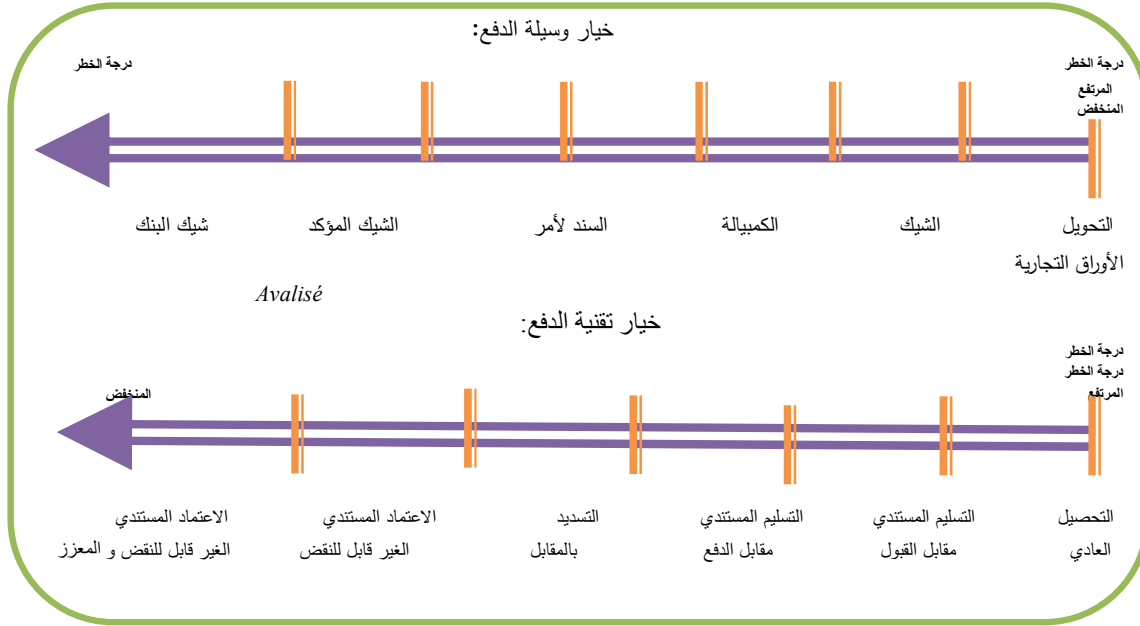 خيار وسيلة الدفع:
درجة الخطر
المرتفع
المنخفض
درجة الخطر
التحويل الشيك الكمبيالة السند لأمر الشيك المؤكد شيك البنك
الأوراق التجارية
Avalisé
خيار تقنية الدفع:
درجة الخطر
درجة الخطر
المرتفع
المنخفض
التحصيل التسليم المستندي التسليم المستندي التسديد الاعتماد المستندي الاعتماد المستندي
العادي مقابل القبول مقابل الدفع بالمقابل الغير قابل للنقض الغير قابل للنقض و المعزز